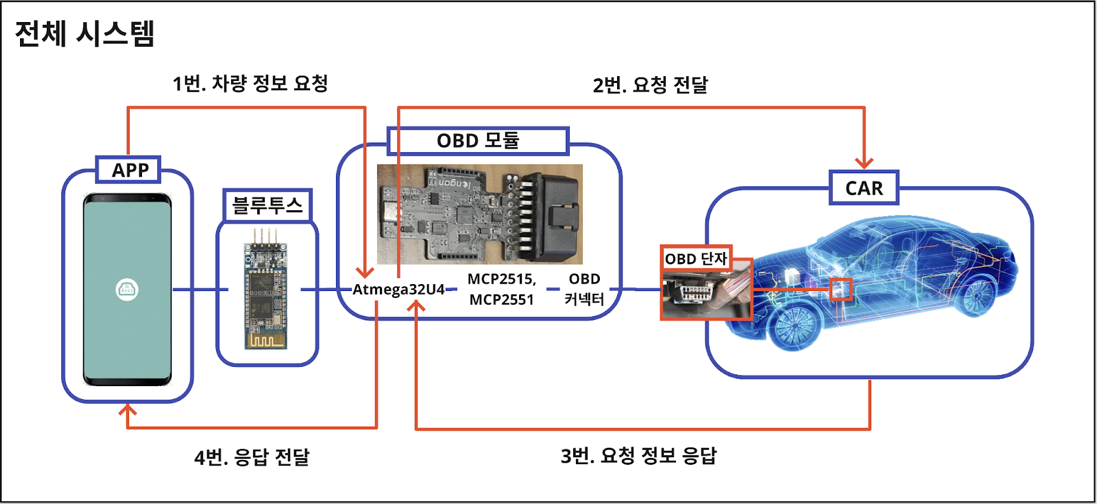 전체 시스템
1번. 차량 정보 요청
2번. 요청 전달
OBD 모듈
APP
CAR
블루투스
OBD 단자
Atmega32U4
MCP2515,
MCP2551
OBD
커넥터
4번. 응답 전달
3번. 요청 정보 응답